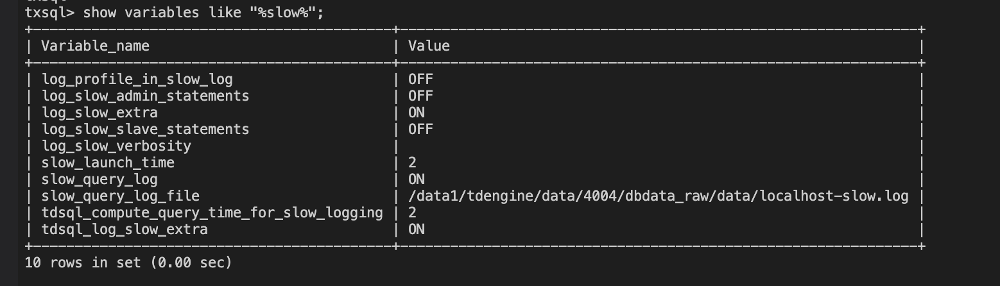 txsql> show variables like "%slow%";
+-------------------------------------------+--------------------------------------------------------------+
| Variable_name | Value |
+-------------------------------------------+--------------------------------------------------------------+
| log_profile_in_slow_log | OFF |
| log_slow_admin_statements | OFF |
| log_slow_extra | ON |
| log_slow_slave_statements | OFF |
| log_slow_verbosity | |
| slow_launch_time | 2 |
| slow_query_log | ON |
| slow_query_log_file | /data1/tdengine/data/4004/dbdata_raw/data/localhost-slow.log |
| tdsql_compute_query_time_for_slow_logging | 2 |
| tdsql_log_slow_extra | ON |
+-------------------------------------------+--------------------------------------------------------------+
10 rows in set (0.00 sec)